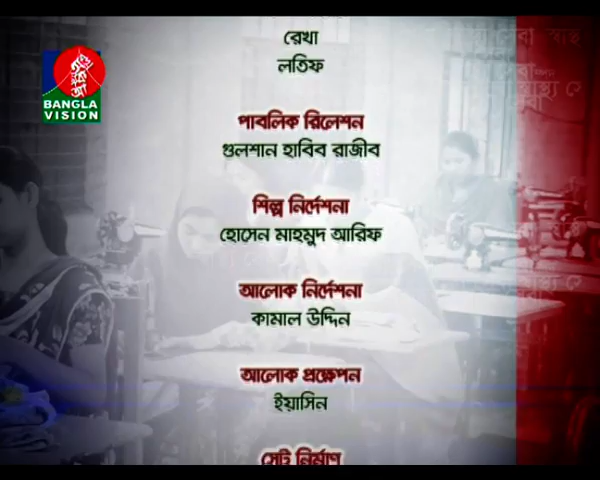 রেখা
লতিফ
BANGLA
VISION
পাবলিক রিলেশন
গুলশান হাবিব রাজীব
শিল্প নির্দেশনা
হোসেন মাহমুদ আরিফ
আলোক নির্দেশনা
কামাল উদ্দিন
আলোক প্রক্ষেপন
ইয়াসিন
সেট নির্মাণ